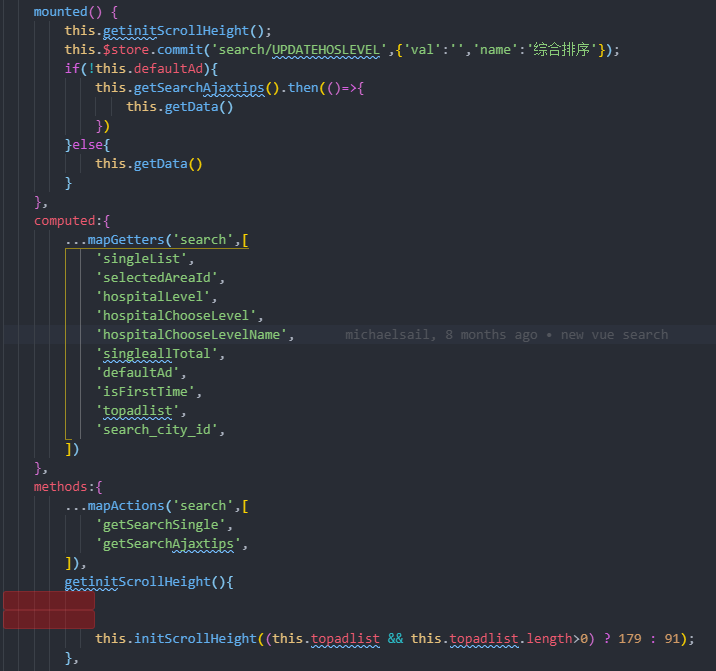 mounted() {
this.getinitScrollHeight();
this.$store.commit('search/UPDATEHOSLEVEL',{'val':'','name':'综合排序'});
if(!this.defaultAd){
this.getSearchAjaxtips().then(()=>{
this.getData()
})
}else{
this.getData()
}
},
computed:{
...mapGetters('search',[
'singleList',
'selectedAreaId',
'hospitalLevel',
'hospitalChooseLevel',
'hospitalChooseLevelName', michaelsail, 8 months ago • new vue search
'singleallTotal',
'defaultAd',
'isFirstTime',
'topadlist',
'search_city_id',
])
},
methods:{
...mapActions('search',[
'getSearchSingle',
'getSearchAjaxtips',
]),
getinitScrollHeight(){
this.initScrollHeight((this.topadlist && this.topadlist.length>0) ? 179 : 91);
},